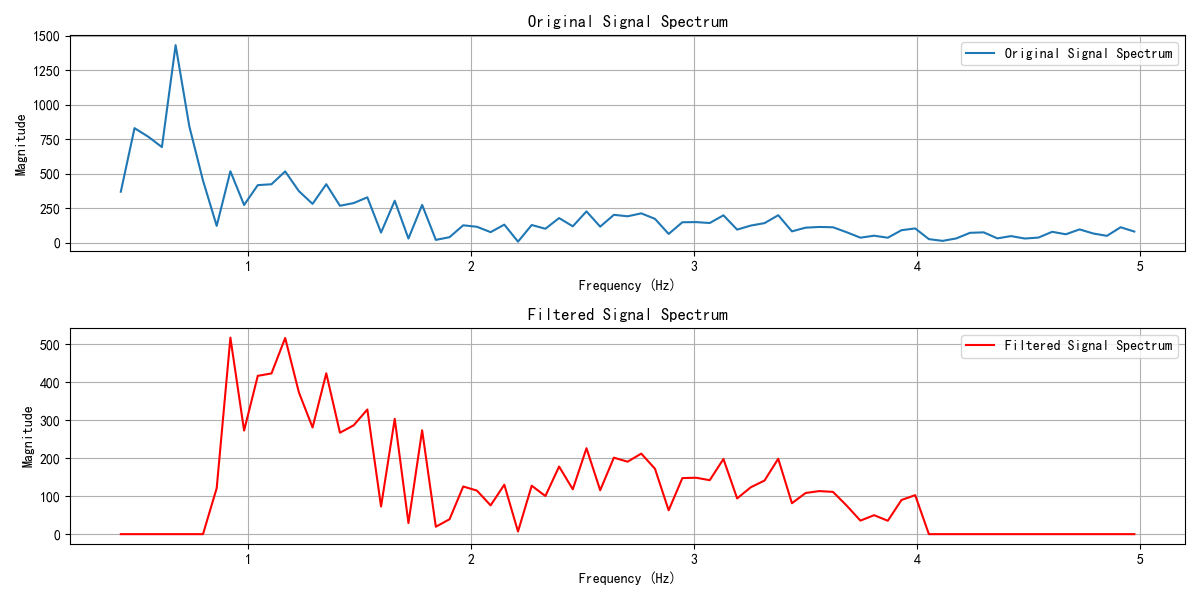 Original Signal Spectrum
1500
1250
1000
750
500
250
0
Magnitude
Original Signal Spectrum
1 2 3 4 5
Frequency (Hz)
Filtered Signal Spectrum
500
400
300
200
100
0
Magnitude
Filtered Signal Spectrum
1 2 3 4 5
Frequency (Hz)